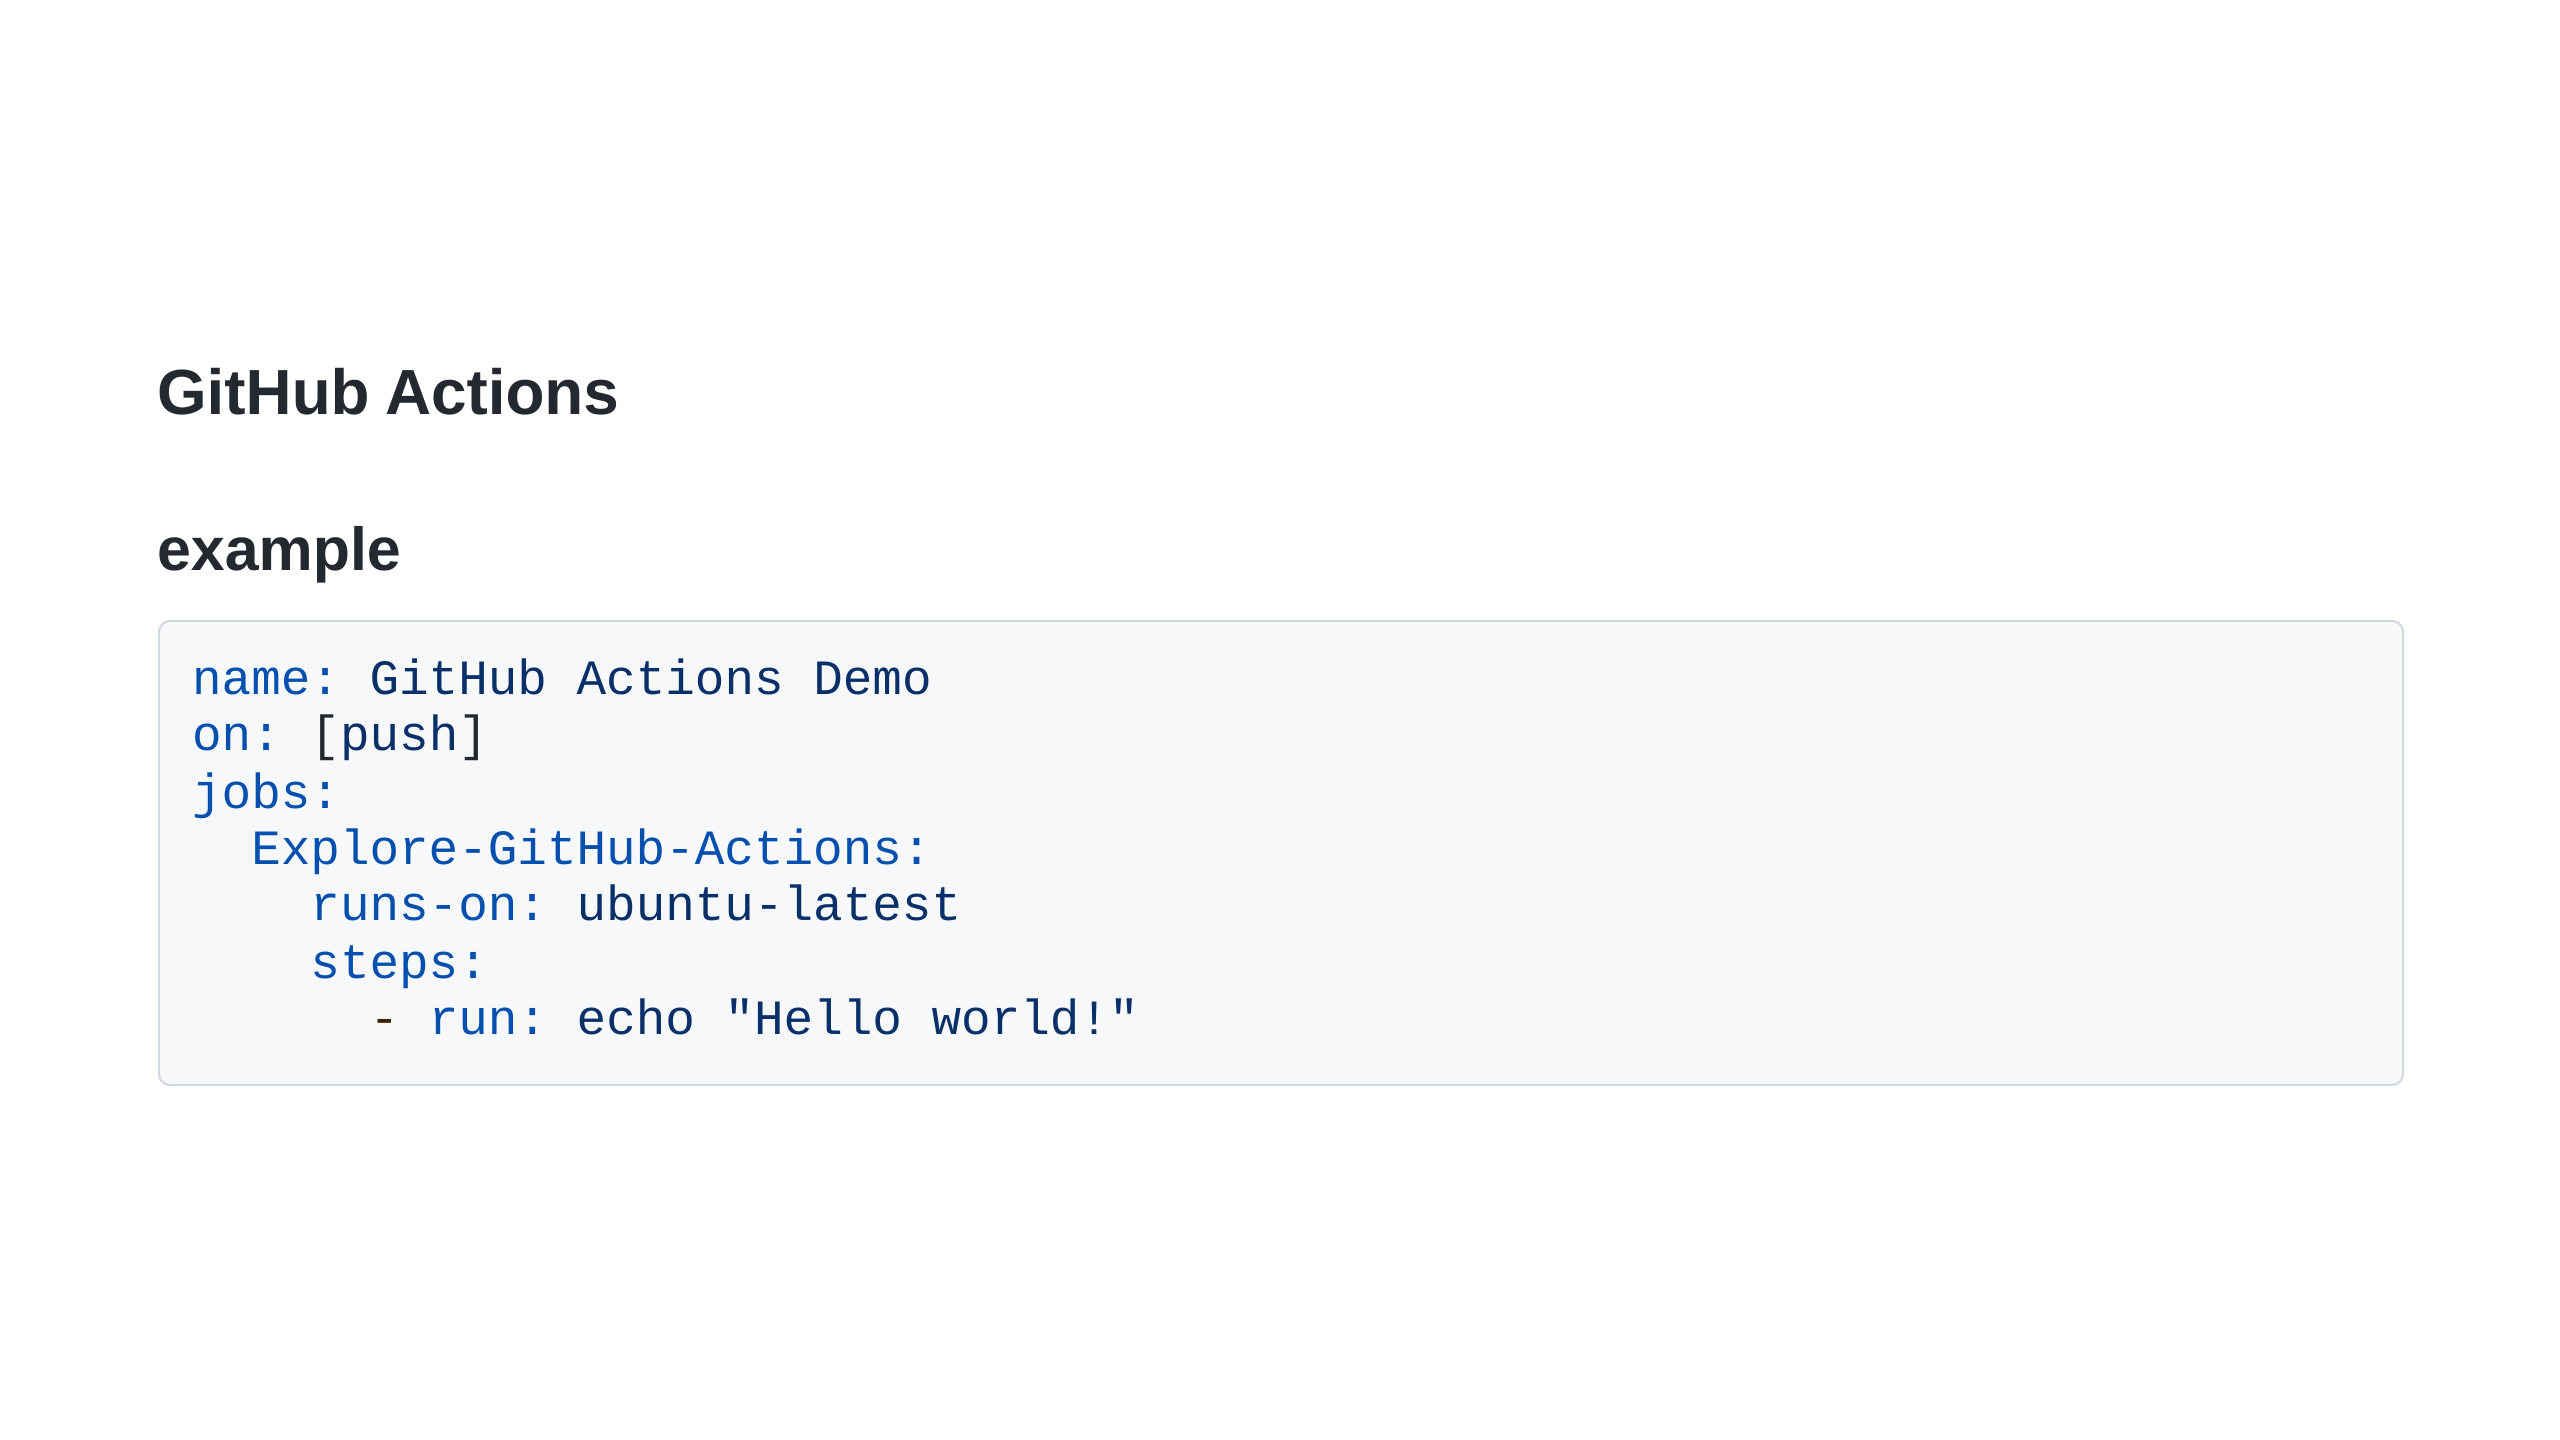 GitHub Actions
example
name: GitHub Actions Demo
on: [push]
jobs:
  Explore-GitHub-Actions:
    runs-on: ubuntu-latest
    steps:
      - run: echo "Hello world!"